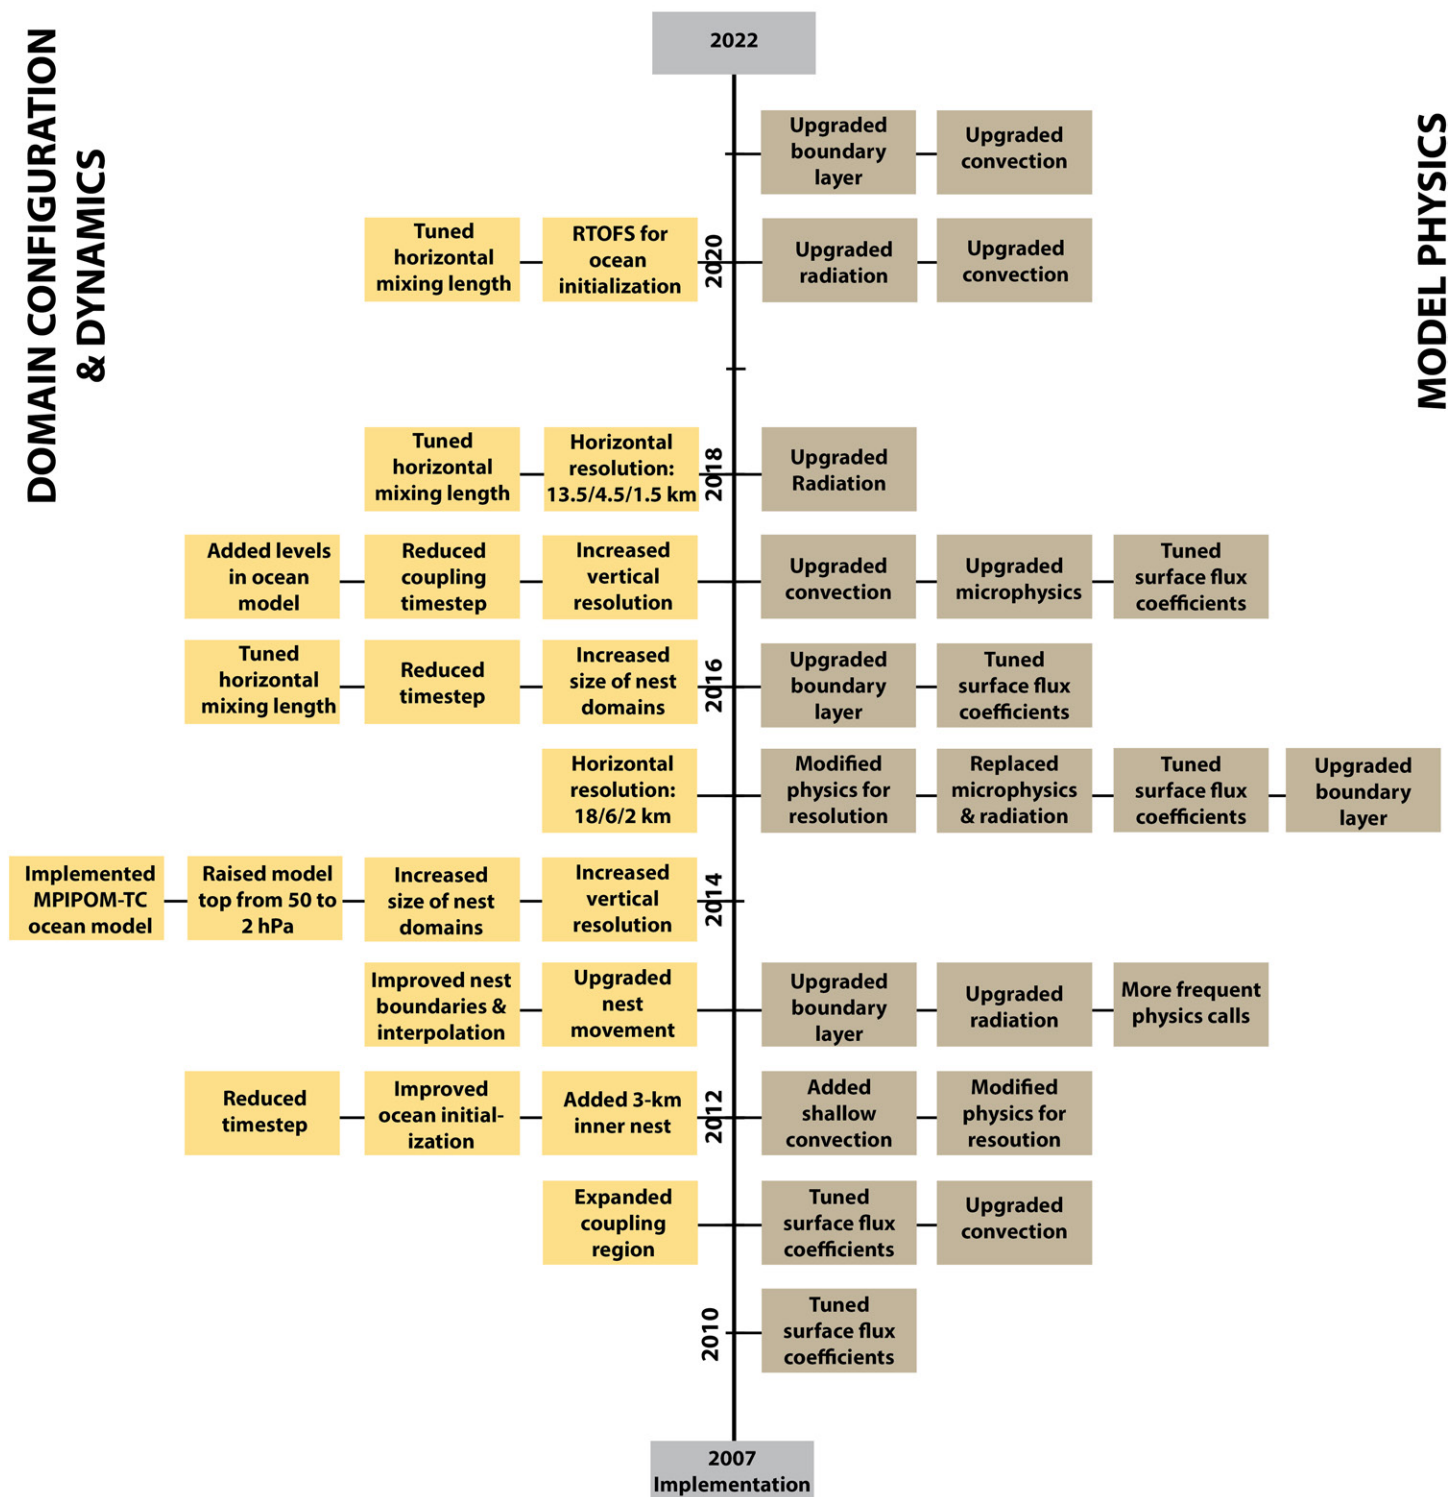 DOMAIN CONFIGURATION
& DYNAMICS
MODEL PHYSICS
2022
Upgraded
boundary
layer
Upgraded
convection
Tuned
horizontal
mixing length
RTOFS for
ocean
initialization
2020
Upgraded
radiation
Upgraded
convection
Tuned
horizontal
mixing length
Horizontal
resolution:
13.5/4.5/1.5 km
2018
Upgraded
Radiation
Added levels
in ocean
model
Reduced
coupling
timestep
Increased
vertical
resolution
Upgraded
convection
Upgraded
microphysics
Tuned
surface flux
coefficients
Tuned
horizontal
mixing length
Reduced
timestep
Increased
size of nest
domains
2016
Upgraded
boundary
layer
Tuned
surface flux
coefficients
Horizontal
resolution:
18/6/2 km
Modified
physics for
resolution
Replaced
microphysics
& radiation
Tuned
surface flux
coefficients
Upgraded
boundary
layer
Implemented
MPIPOM-TC
ocean model
Raised model
top from 50 to
2 hPa
Increased
size of nest
domains
Increased
vertical
resolution
2014
Improved nest
boundaries &
interpolation
Upgraded
nest
movement
Upgraded
boundary
layer
Upgraded
radiation
More frequent
physics calls
Reduced
timestep
Improved
ocean initial-
ization
Added 3-km
inner nest
2012
Added
shallow
convection
Modified
physics for
resoution
Expanded
coupling
region
Tuned
surface flux
coefficients
Upgraded
convection
2010
Tuned
surface flux
coefficients
2007
Implementation